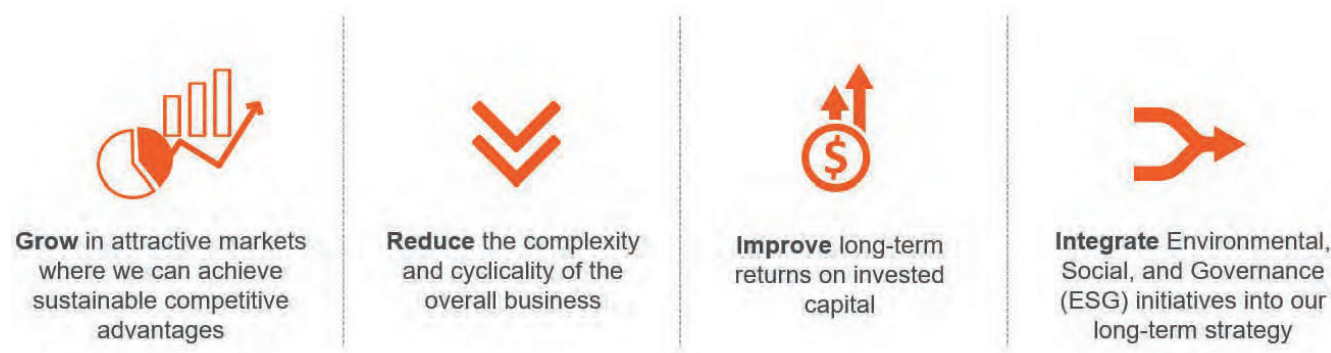 Grow in attractive markets
where we can achieve
sustainable competitive
advantages
Reduce the complexity
and cyclicality of the
overall business
$
Improve long-term
returns on invested
capital
Integrate Environmental,
Social, and Governance
(ESG) initiatives into our
long-term strategy